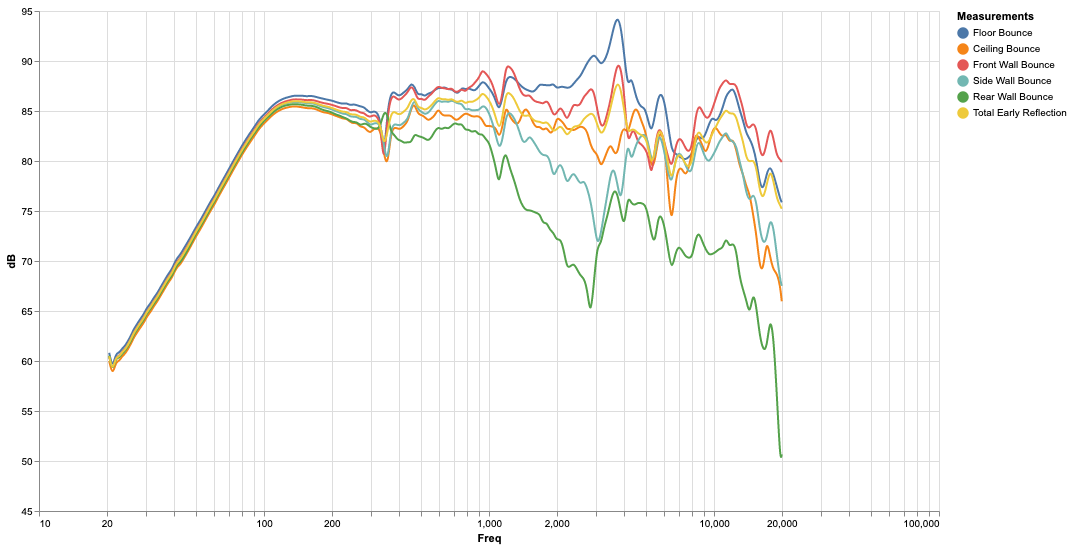 Measurements
Floor Bounce
Ceiling Bounce
Front Wall Bounce
Side Wall Bounce
Rear Wall Bounce
Total Early Reflection
95
90
85
80
75
70
65
60
55
50
45
dB
10 20 100 200 1,000 2,000 10,000 20,000 100,000
Freq